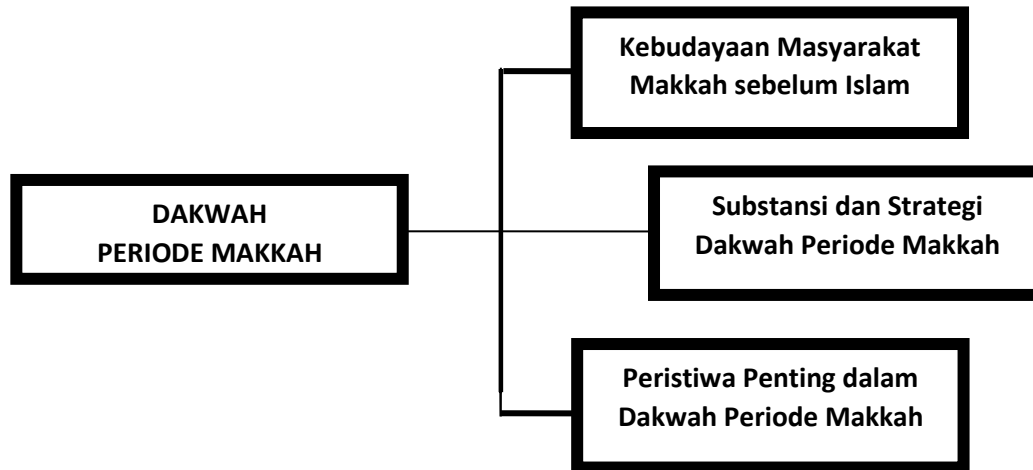 Kebudayaan Masyarakat
Makkah sebelum Islam
DAKWAH
PERIODE MAKKAH
Substansi dan Strategi
Dakwah Periode Makkah
Peristiwa Penting dalam
Dakwah Periode Makkah